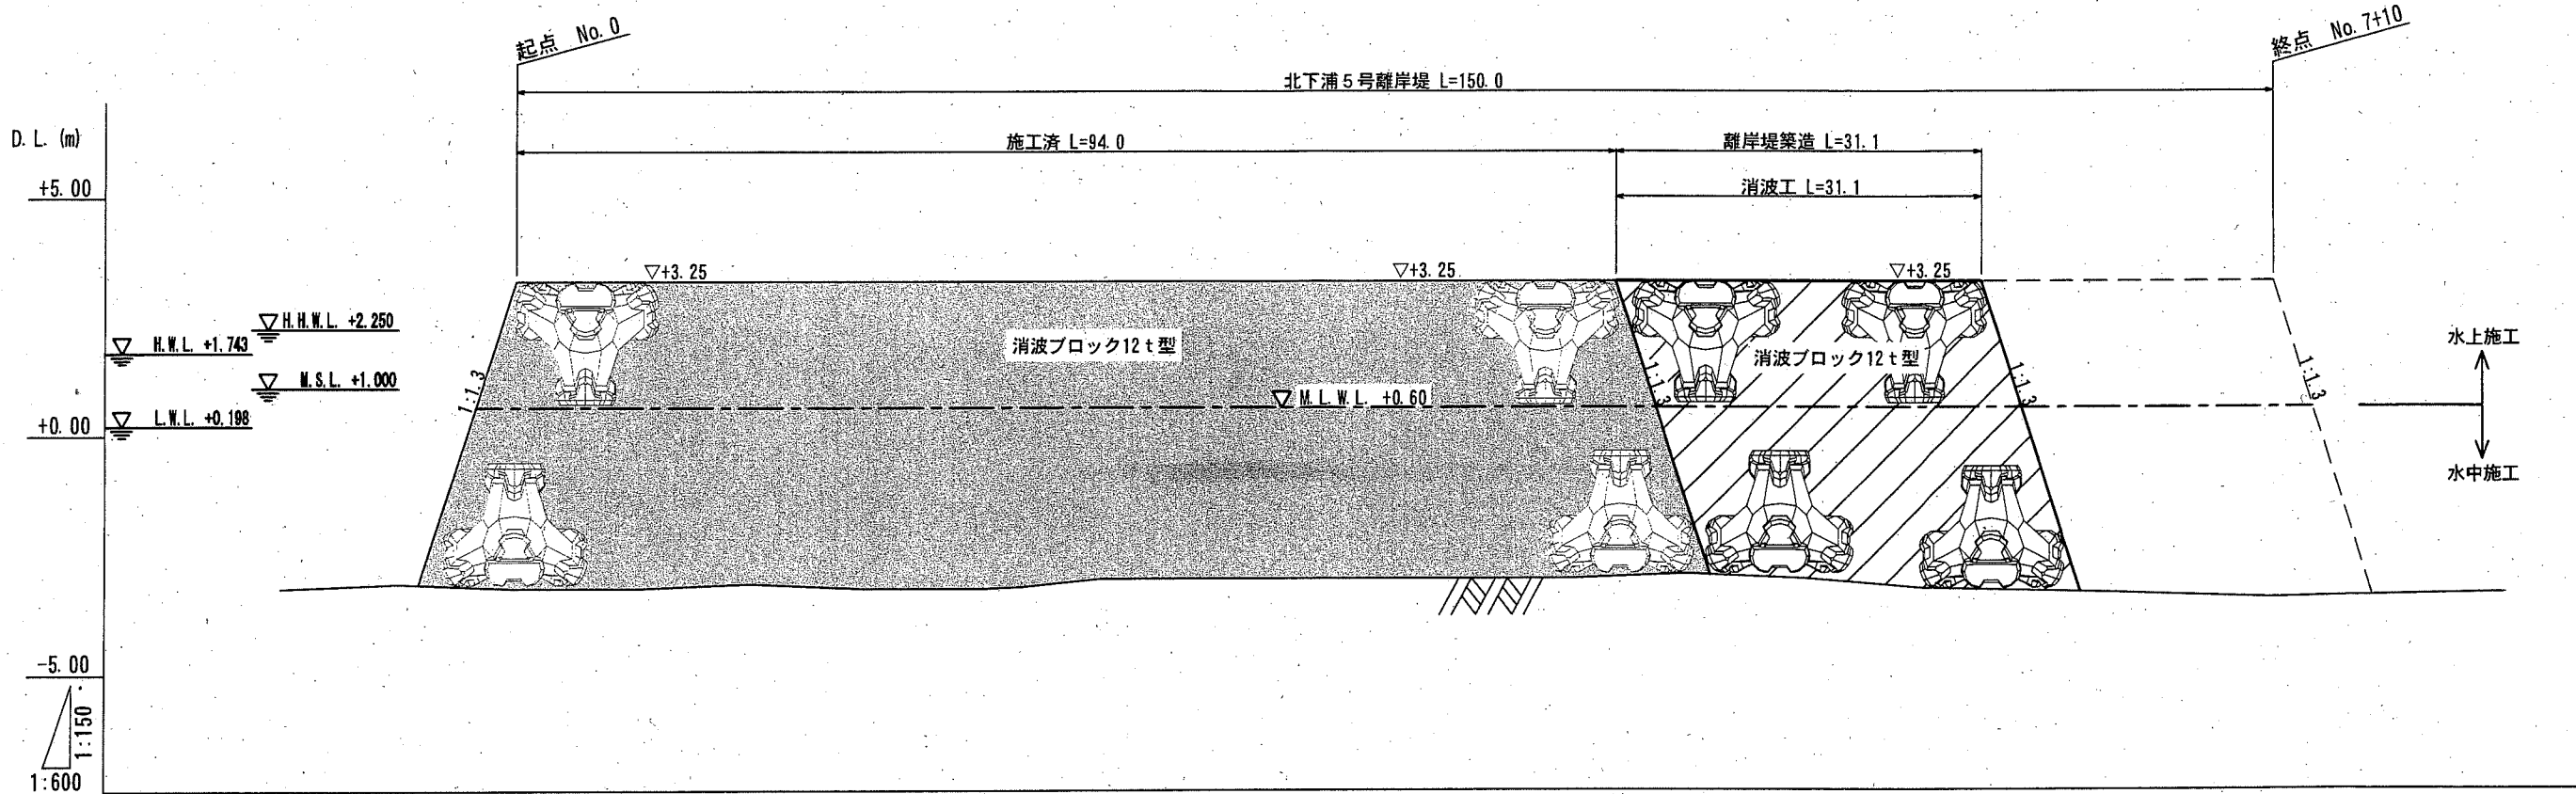 起点 No. 0
終点 No. 7+10
北下浦5号離岸堤 L=150.0
D. L. (m)
施工済 L=94.0
離岸堤築造 L=31.1
+5.00
消波工 L=31.1
▽+3.25
▽+3.25
▽+3.25
H.H.W.L. +2.250
H.W.L. +1.743
消波ブロック12t型
消波ブロック12t型
水上施工
M.S.L. +1.000
1:1.3
1:1.3
1:1.3
1:1.3
M.L.W.L. +0.60
L.W.L. +0.198
+0.00
水中施工
-5.00
1:150
1:600